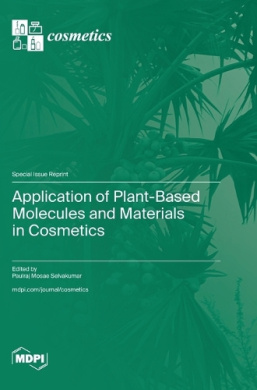 cosmetics
Special Issue Reprint
Application of Plant-Based
Molecules and Materials
in Cosmetics
Edited by
Paulraj Mosae Selvakumar
mdpi.com/journal/cosmetics
MDPI